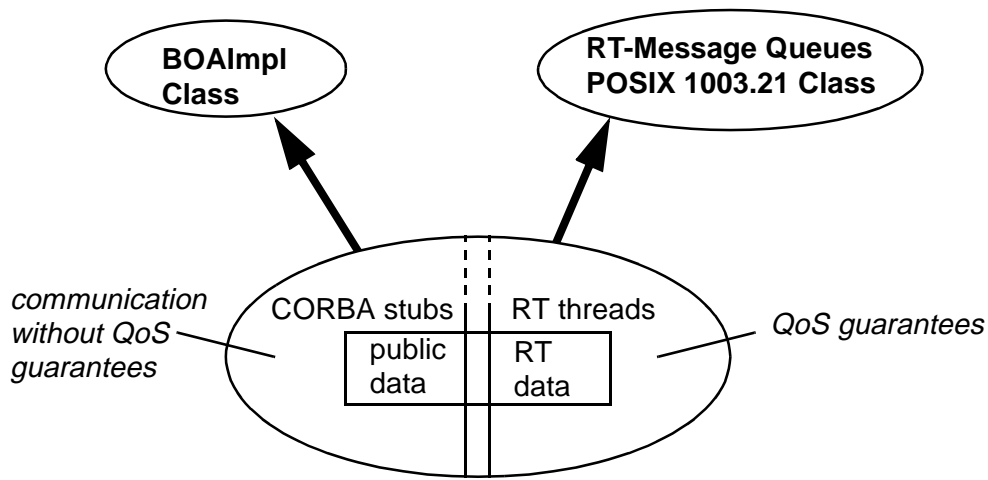 BOAImpl
Class
RT-Message Queues
POSIX 1003.21 Class
communication
without QoS
guarantees
CORBA stubs
RT threads
public
data
RT
data
QoS guarantees